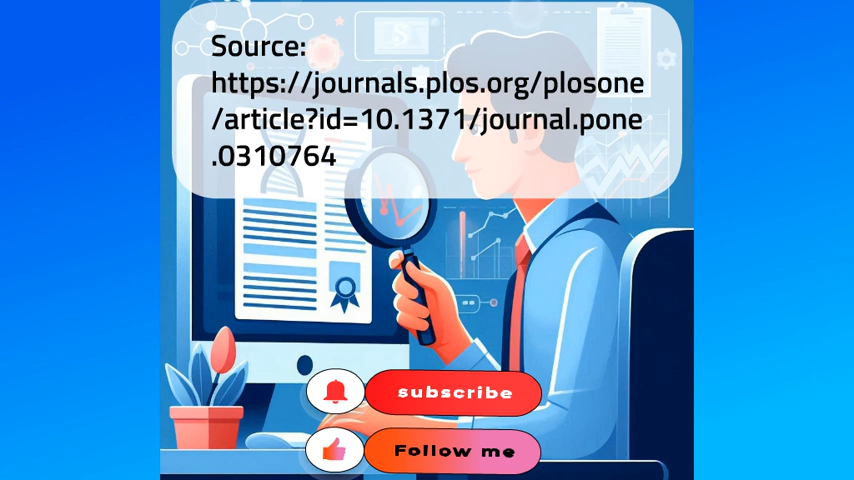 Source:
https://journals.plos.org/plosone
/article?id=10.1371/journal.pone
.0310764
subscribe
Follow me